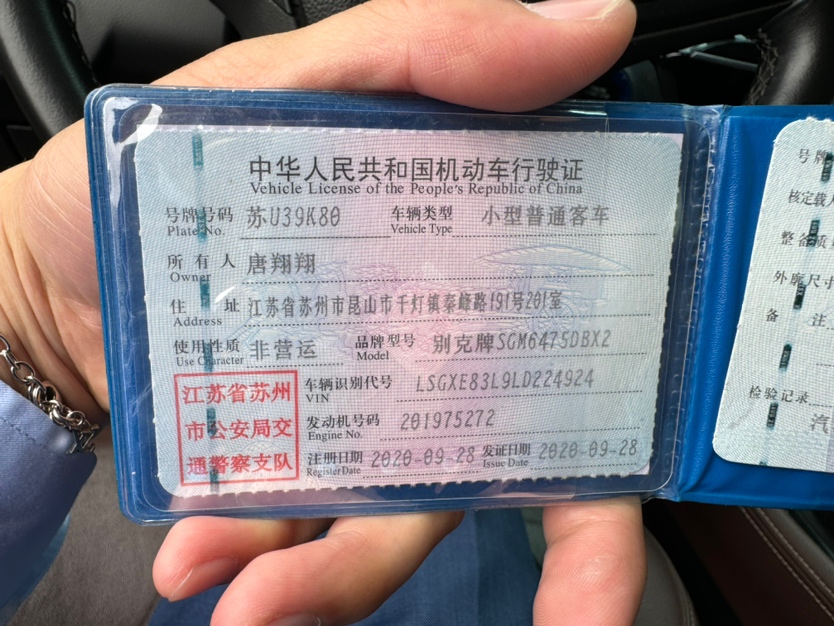 中华人民共和国机动车行驶证
Vehicle License of the People's Republic of China
号牌号码 苏U39K80 车辆类型 小型普通客车
Plate No. Vehicle Type
所有人 唐翔翔
Owner
住址 江苏省苏州市昆山市千灯镇秦峰路191号201室
Address
使用性质 非营运 品牌型号 别克牌SGM6475DBX2
Use Character Model
江苏省苏州
市公安局交
通警察支队
车辆识别代号 LSGXE83L9LD224924
VIN
发动机号码 201975272
Engine No.
注册日期 2020-09-28 发证日期 2020-09-28
Register Date Issue Date
号牌
核定载人
整备质
外廓尺寸
备注
检验记录
汽